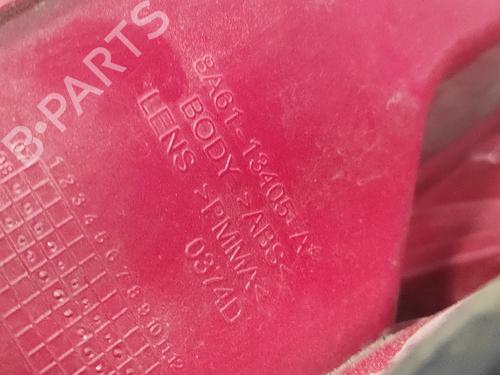 B-PARTS
8A61-13405-A
BODY >ABS<
LENS >PMMA<
0374D
1 2 3 4 5 6 7 8 9 10 11 12